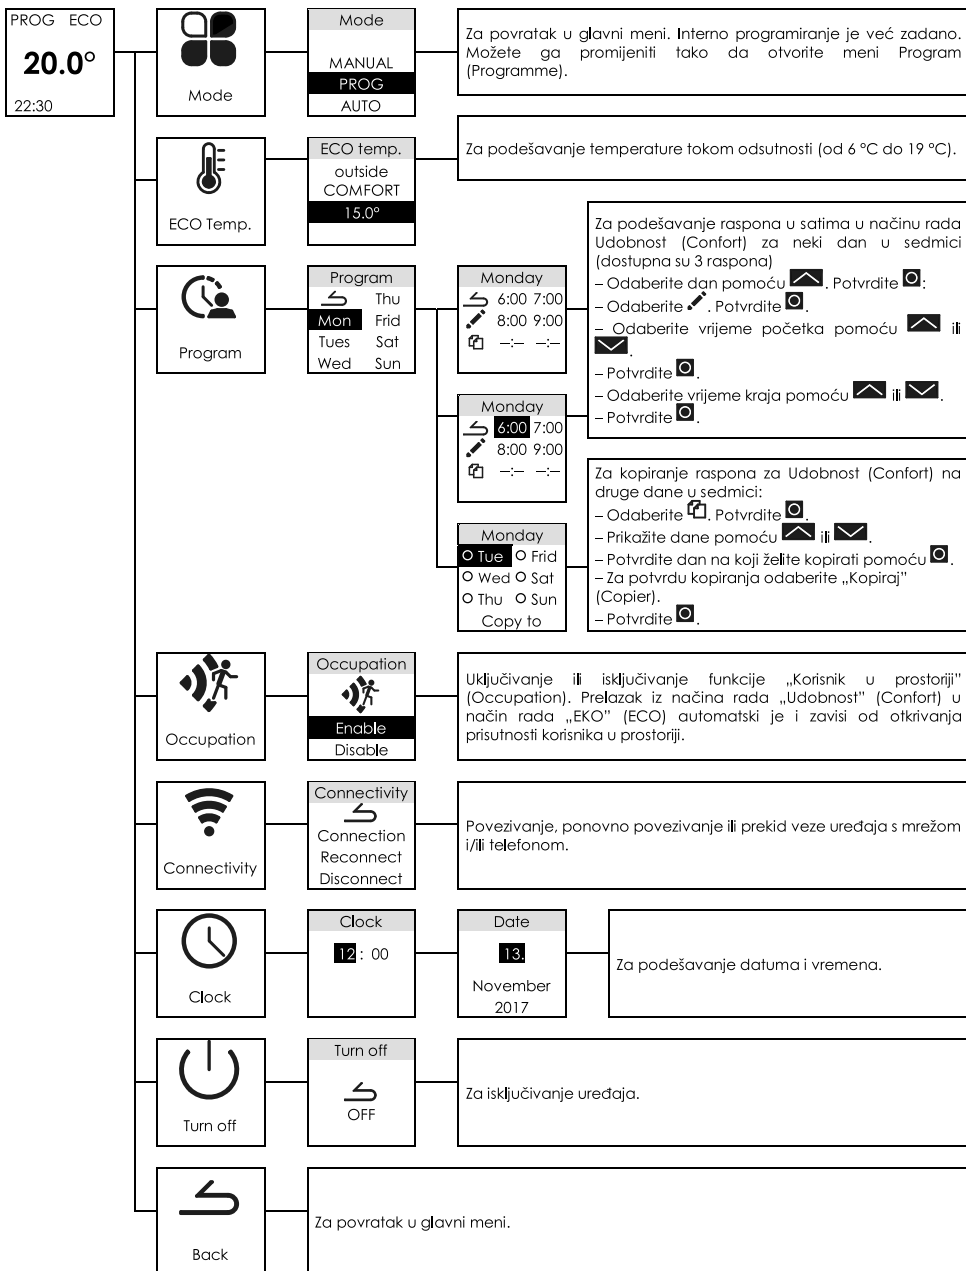 PROG ECO
20.0°
22:30
Mode
Mode
MANUAL
PROG
AUTO
Za povratak u glavni meni. Interno programiranje je već zadano.
Možete ga promijeniti tako da otvorite meni Program
(Programme).
ECO Temp.
ECO temp.
outside
COMFORT
15.0°
Za podešavanje temperature tokom odsutnosti (od 6 °C do 19 °C).
Program
Program
Thu
Mon Frid
Tues Sat
Wed Sun
Monday
6:00 7:00
8:00 9:00
–:– –:–
Monday
6:00 7:00
8:00 9:00
–:– –:–
Za podešavanje raspona u satima u načinu rada
Udobnost (Confort) za neki dan u sedmici
(dostupna su 3 raspona)
– Odaberite dan pomoću . Potvrdite :
– Odaberite . Potvrdite .
– Odaberite vrijeme početka pomoću ili
.
– Potvrdite .
– Odaberite vrijeme kraja pomoću ili .
– Potvrdite .
Monday
Tue Frid
Wed Sat
Thu Sun
Copy to
Za kopiranje raspona za Udobnost (Confort) na
druge dane u sedmici:
– Odaberite . Potvrdite .
– Prikažite dane pomoću ili .
– Potvrdite dan na koji želite kopirati pomoću .
– Za potvrdu kopiranja odaberite „Kopiraj”
(Copier).
– Potvrdite .
Occupation
Occupation
Enable
Disable
Uključivanje ili isključivanje funkcije „Korisnik u prostoriji”
(Occupation). Prelazak iz načina rada „Udobnost” (Confort) u
način rada „EKO” (ECO) automatski je i zavisi od otkrivanja
prisutnosti korisnika u prostoriji.
Connectivity
Connectivity
Connection
Reconnect
Disconnect
Povezivanje, ponovno povezivanje ili prekid veze uređaja s mrežom
i/ili telefonom.
Clock
Clock
12 : 00
Date
13.
November
2017
Za podešavanje datuma i vremena.
Turn off
Turn off
OFF
Za isključivanje uređaja.
Back
Za povratak u glavni meni.